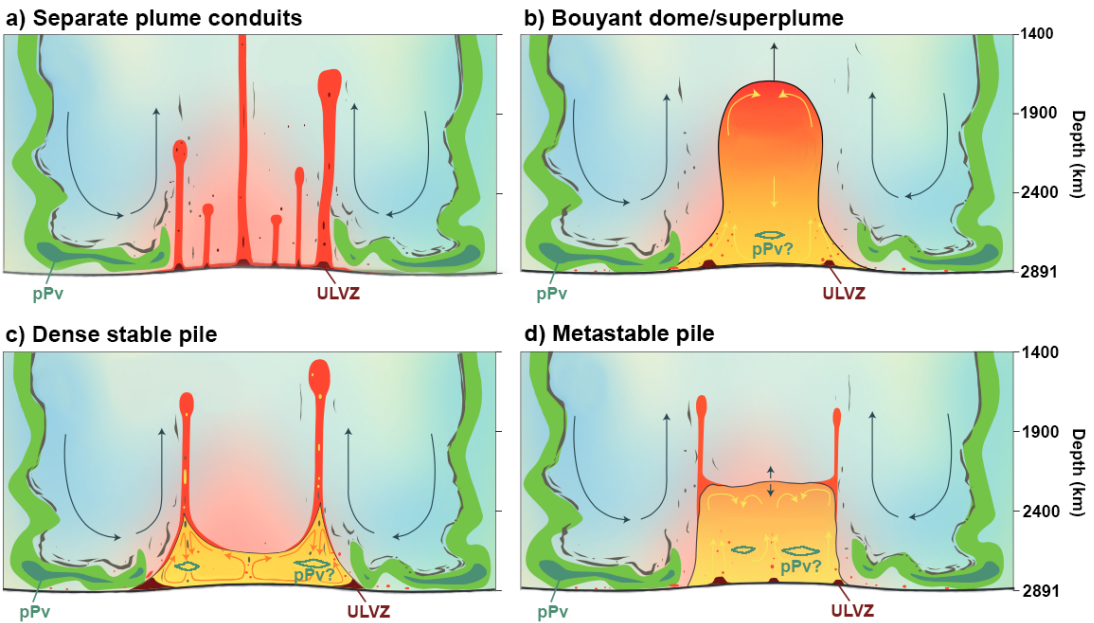 a) Separate plume conduits
b) Bouyant dome/superplume
1400
1900
2400
2891
Depth (km)
pPv?
pPv
ULVZ
pPv
ULVZ
c) Dense stable pile
d) Metastable pile
1400
1900
2400
2891
Depth (km)
pPv?
pPv?
pPv
ULVZ
pPv
ULVZ